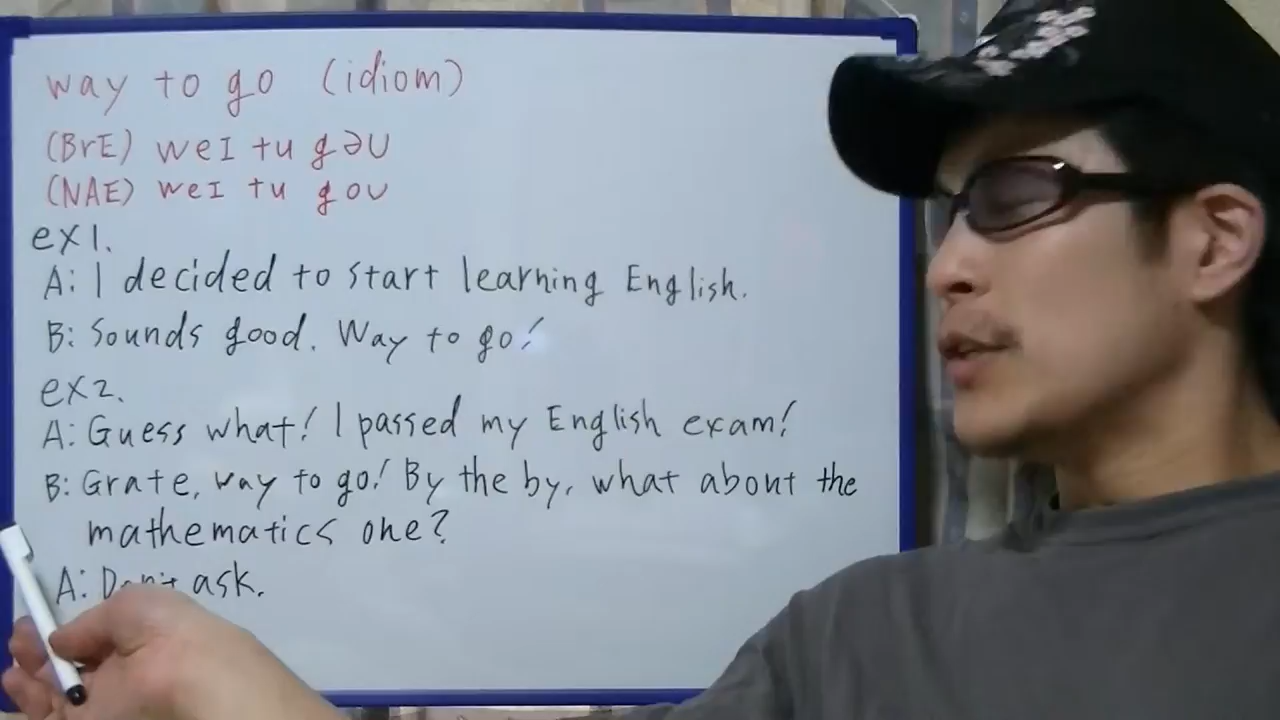 way to go (idiom)
(BrE) weɪ tu gəʊ
(NAE) weɪ tu goʊ
ex1.
A: I decided to start learning English.
B: Sounds good. Way to go!
ex2.
A: Guess what! I passed my English exam!
B: Grate, way to go! By the by, what about the
mathematics one?
A: Don't ask.